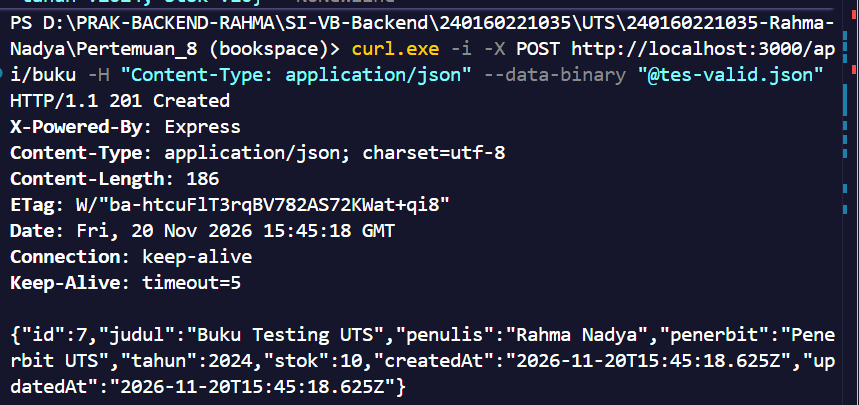 PS D:\PRAK-BACKEND-RAHMA\SI-VB-Backend\240160221035\UTS\240160221035-Rahma-
Nadya\Pertemuan_8 (bookspace)> curl.exe -i -X POST http://localhost:3000/ap
i/buku -H "Content-Type: application/json" --data-binary "@tes-valid.json"
HTTP/1.1 201 Created
X-Powered-By: Express
Content-Type: application/json; charset=utf-8
Content-Length: 186
ETag: W/"ba-htcuFlT3rqBV782AS72KWat+qi8"
Date: Fri, 20 Nov 2026 15:45:18 GMT
Connection: keep-alive
Keep-Alive: timeout=5
{"id":7,"judul":"Buku Testing UTS","penulis":"Rahma Nadya","penerbit":"Pene
rbit UTS","tahun":2024,"stok":10,"createdAt":"2026-11-20T15:45:18.625Z","up
datedAt":"2026-11-20T15:45:18.625Z"}